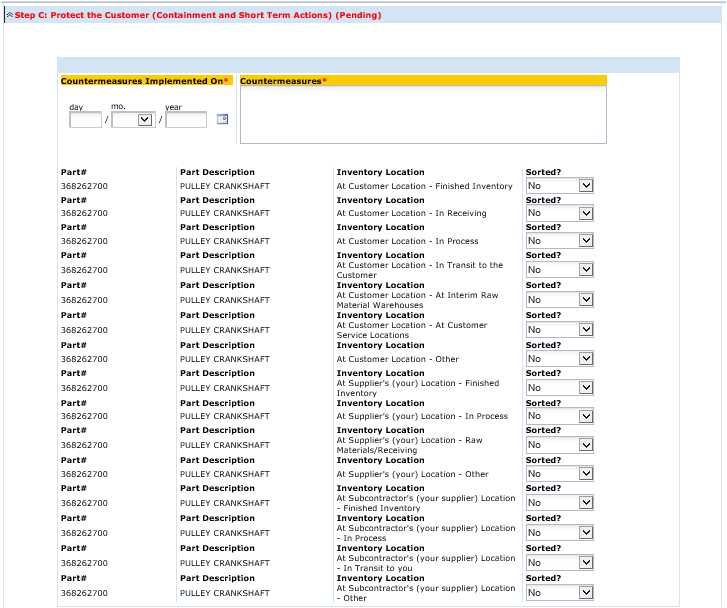 Step C: Protect the Customer (Containment and Short Term Actions) (Pending)
Countermeasures Implemented On* Countermeasures*
day mo. year
/ /
Part# Part Description Inventory Location Sorted?
368262700 PULLEY CRANKSHAFT At Customer Location - Finished Inventory No
Part# Part Description Inventory Location Sorted?
368262700 PULLEY CRANKSHAFT At Customer Location - In Receiving No
Part# Part Description Inventory Location Sorted?
368262700 PULLEY CRANKSHAFT At Customer Location - In Process No
Part# Part Description Inventory Location Sorted?
368262700 PULLEY CRANKSHAFT At Customer Location - In Transit to the No
Customer
Part# Part Description Inventory Location Sorted?
368262700 PULLEY CRANKSHAFT At Customer Location - At Interim Raw No
Material Warehouses
Part# Part Description Inventory Location Sorted?
368262700 PULLEY CRANKSHAFT At Customer Location - At Customer No
Service Locations
Part# Part Description Inventory Location Sorted?
368262700 PULLEY CRANKSHAFT At Customer Location - Other No
Part# Part Description Inventory Location Sorted?
368262700 PULLEY CRANKSHAFT At Supplier's (your) Location - Finished No
Inventory
Part# Part Description Inventory Location Sorted?
368262700 PULLEY CRANKSHAFT At Supplier's (your) Location - In Process No
Part# Part Description Inventory Location Sorted?
368262700 PULLEY CRANKSHAFT At Supplier's (your) Location - Raw No
Materials/Receiving
Part# Part Description Inventory Location Sorted?
368262700 PULLEY CRANKSHAFT At Supplier's (your) Location - Other No
Part# Part Description Inventory Location Sorted?
368262700 PULLEY CRANKSHAFT At Subcontractor's (your supplier) Location No
- Finished Inventory
Part# Part Description Inventory Location Sorted?
368262700 PULLEY CRANKSHAFT At Subcontractor's (your supplier) Location No
- In Process
Part# Part Description Inventory Location Sorted?
368262700 PULLEY CRANKSHAFT At Subcontractor's (your supplier) Location No
- In Transit to you
Part# Part Description Inventory Location Sorted?
368262700 PULLEY CRANKSHAFT At Subcontractor's (your supplier) Location No
- Other